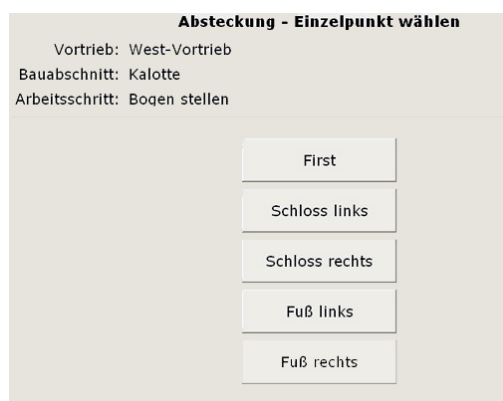 Absteckung - Einzelpunkt wählen
Vortrieb: West-Vortrieb
Bauabschnitt: Kalotte
Arbeitsschritt: Bogen stellen
First
Schloss links
Schloss rechts
Fuß links
Fuß rechts